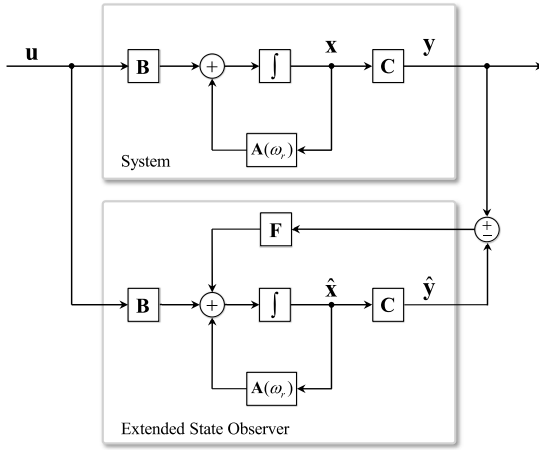 u
B
+
∫
x
C
y
A(ω_r)
System
F
±
B
+
∫
x̂
C
ŷ
A(ω_r)
Extended State Observer